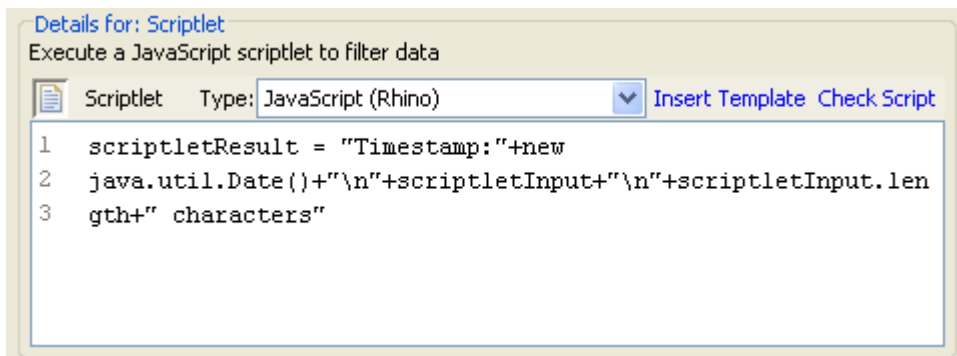 Details for: Scriptlet
Execute a JavaScript scriptlet to filter data
Scriptlet Type: JavaScript (Rhino) Insert Template Check Script
1 scriptletResult = "Timestamp:"+new
2 java.util.Date()+"\n"+scriptletInput+"\n"+scriptletInput.len
3 gth+" characters"